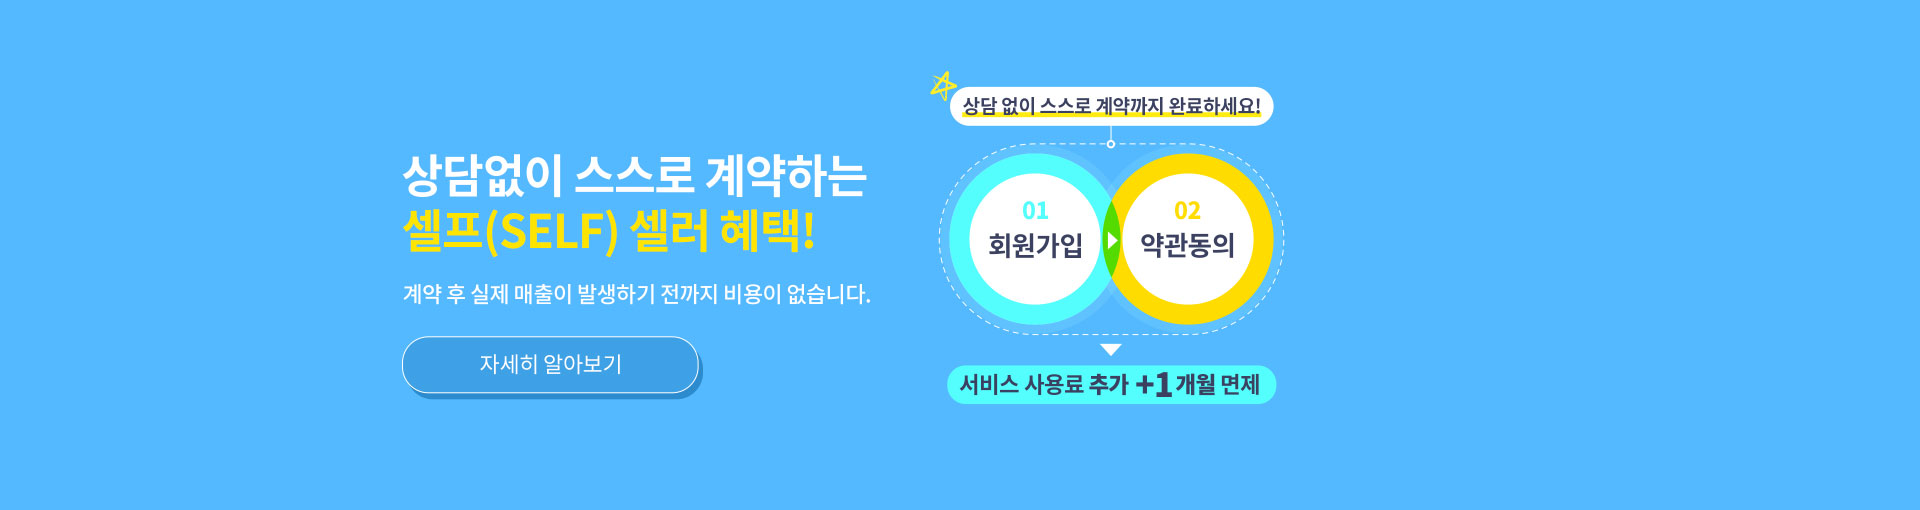 상담없이 스스로 계약하는
셀프(SELF) 셀러 혜택!
계약 후 실제 매출이 발생하기 전까지 비용이 없습니다.
자세히 알아보기
상담 없이 스스로 계약까지 완료하세요!
01
회원가입
02
약관동의
서비스 사용료 추가 +1개월 면제